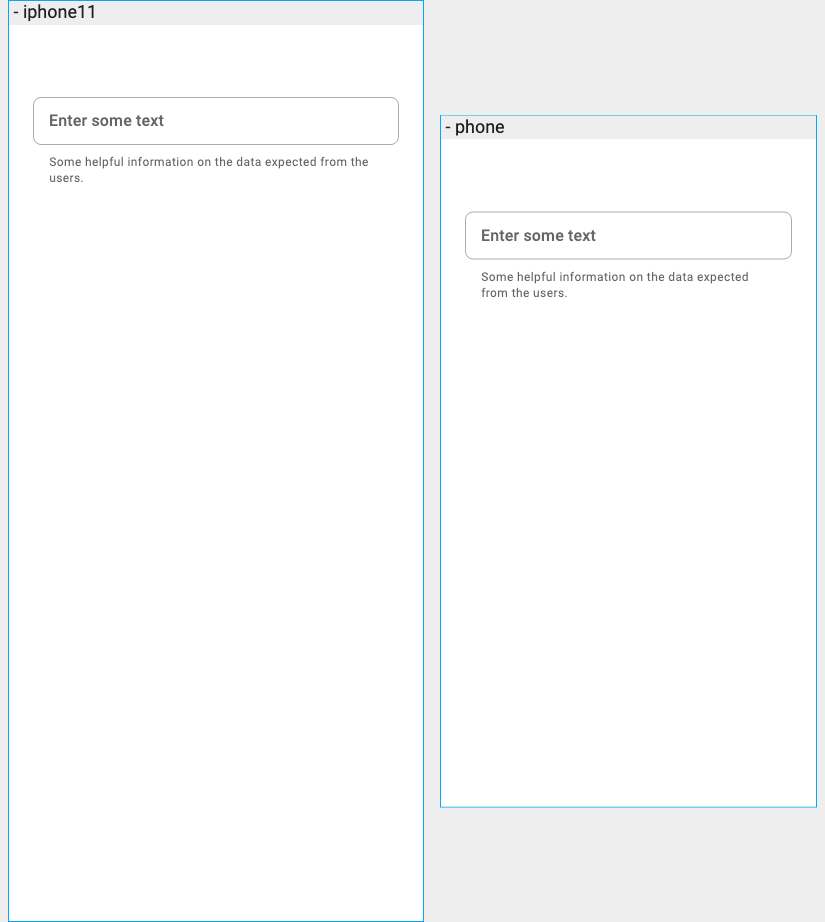 - iphone11
Enter some text
Some helpful information on the data expected from the
users.
- phone
Enter some text
Some helpful information on the data expected
from the users.